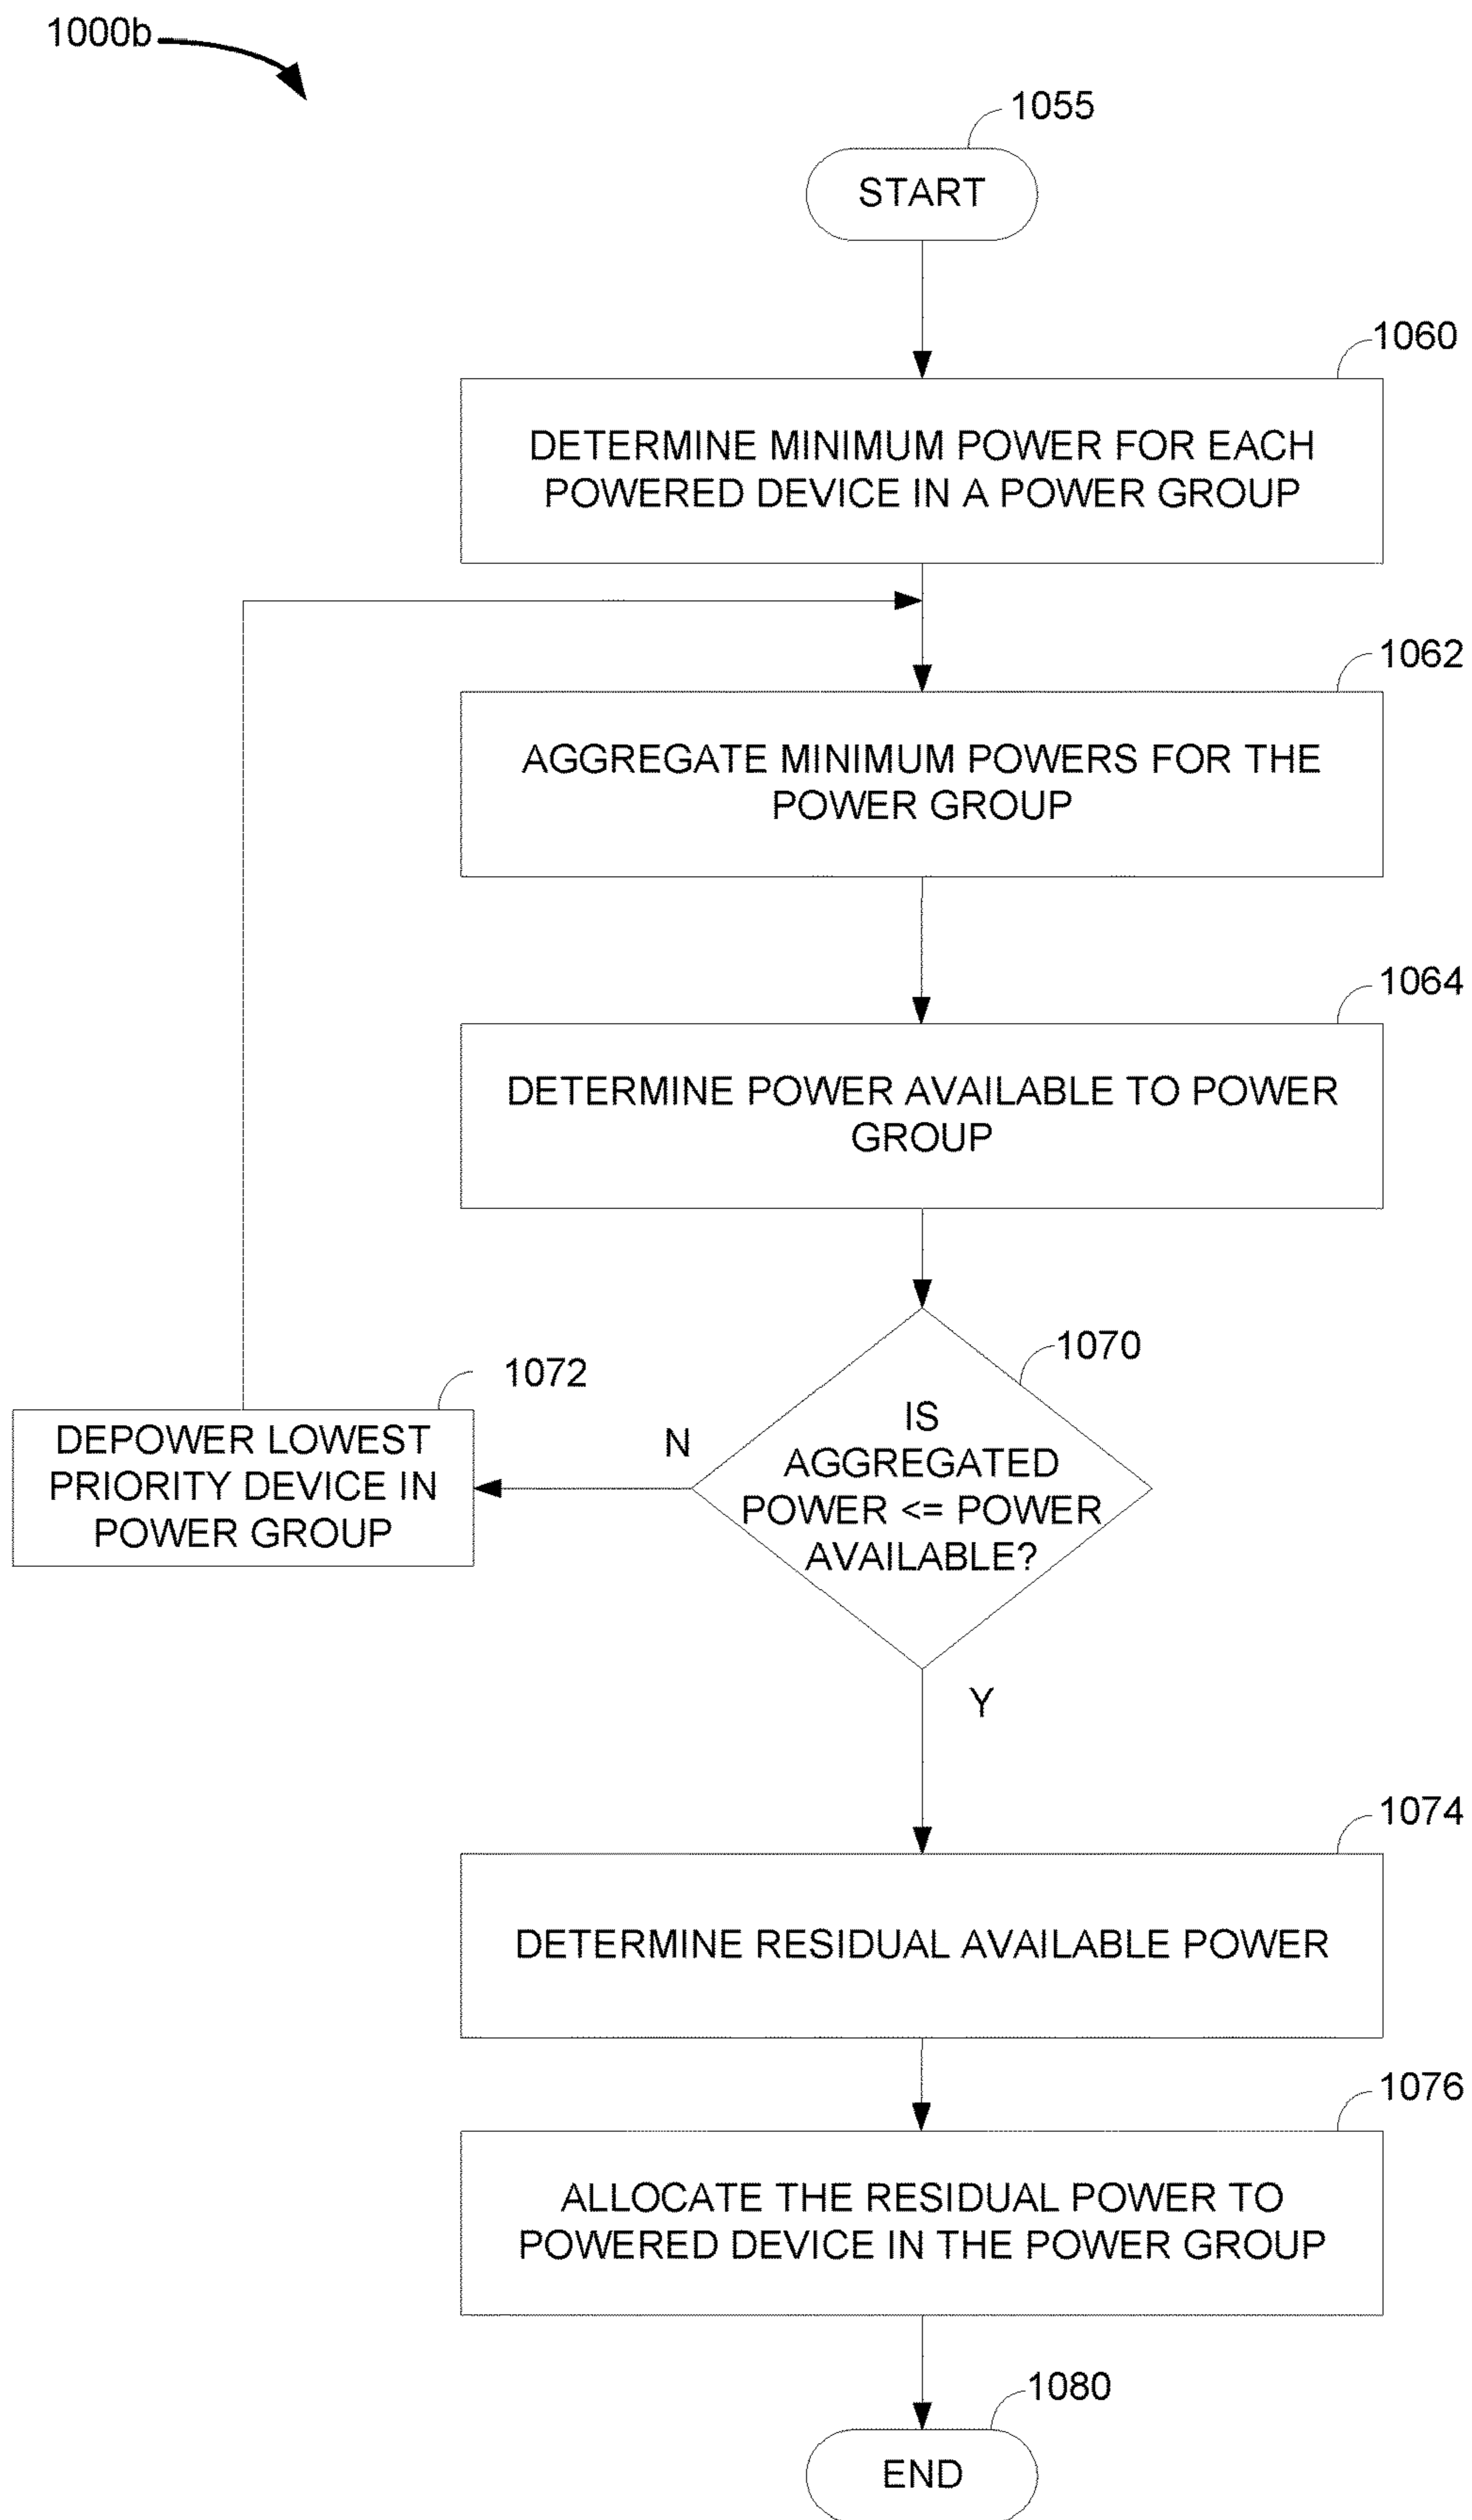 1000b
1055
START
1060
DETERMINE MINIMUM POWER FOR EACH
POWERED DEVICE IN A POWER GROUP
1062
AGGREGATE MINIMUM POWERS FOR THE
POWER GROUP
1064
DETERMINE POWER AVAILABLE TO POWER
GROUP
1070
IS
AGGREGATED
POWER <= POWER
AVAILABLE?
N
1072
DEPOWER LOWEST
PRIORITY DEVICE IN
POWER GROUP
Y
1074
DETERMINE RESIDUAL AVAILABLE POWER
1076
ALLOCATE THE RESIDUAL POWER TO
POWERED DEVICE IN THE POWER GROUP
1080
END